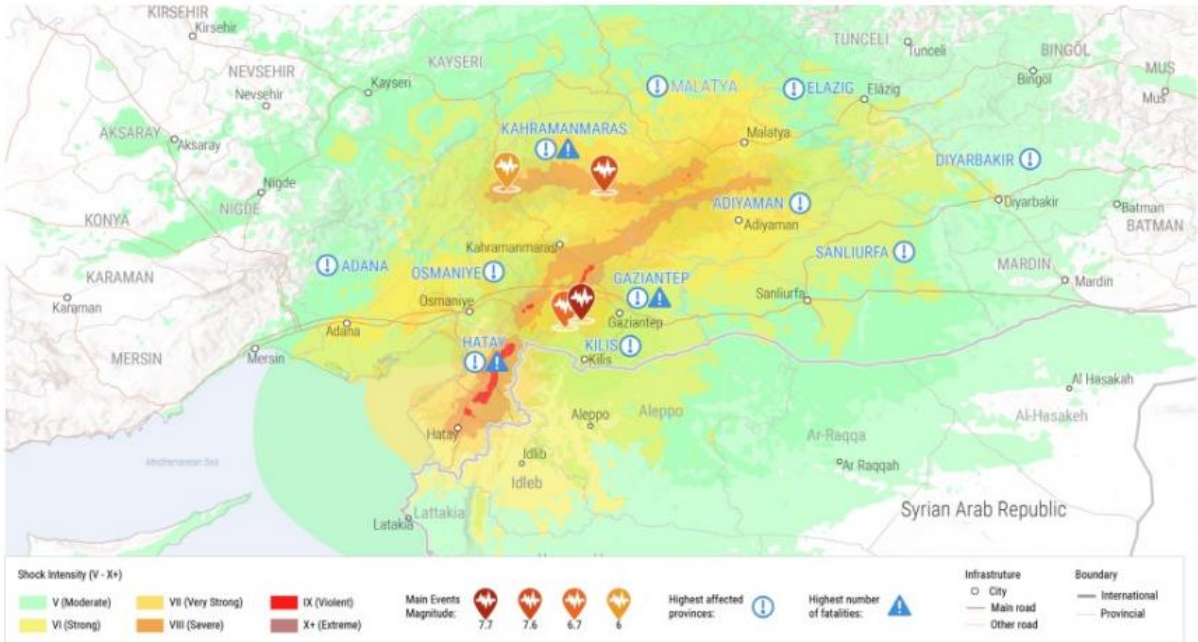 KIRSEHIR
Kirsehir
KAYSERI
TUNCELI
Tunceli
BINGÖL
Bingöl
NEVSEHIR
Nevsehir
Kayseri
MALATYA
ELAZIG
Elâzig
MUS
Mus
AKSARAY
Aksaray
KAHRAMANMARAS
Malatya
DIYARBAKIR
Nigde
NIGDE
ADIYAMAN
Diyarbakir
Batman
BATMAN
KONYA
Adiyaman
Kahramanmaras
SANLIURFA
ADANA
OSMANIYE
GAZIANTEP
MARDIN
Mardin
KARAMAN
Karaman
Osmaniye
Sanliurfa
Gaziantep
Adana
MERSIN
Mersin
HATAY
KILIS
Kilis
Al Hasakah
Aleppo
Aleppo
Al-Hasakeh
Hatay
Ar-Raqqa
Mediterranean Sea
Idlib
Idleb
Ar Raqqah
Lattakia
Latakia
Syrian Arab Republic
Shock Intensity (V - X+)
V (Moderate)
VII (Very Strong)
IX (Violent)
VI (Strong)
VIII (Severe)
X+ (Extreme)
Main Events
Magnitude:
7.7
7.6
6.7
6
Highest affected
provinces:
Highest number
of fatalities:
Infrastruture
City
Main road
Other road
Boundary
International
Provincial